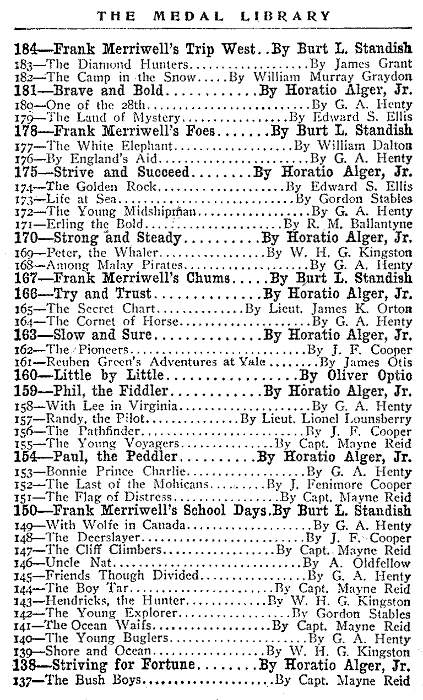 THE MEDAL LIBRARY
184—Frank Merriwell's Trip West..By Burt L. Standish
183—The Diamond Hunters..................By James Grant
182—The Camp in the Snow.....By William Murray Graydon
181—Brave and Bold............By Horatio Alger, Jr.
180—One of the 28th..........................By G. A. Henty
179—The Land of Mystery................By Edward S. Ellis
178—Frank Merriwell's Foes.......By Burt L. Standish
177—The White Elephant.....................By William Dalton
176—By England's Aid.........................By G. A. Henty
175—Strive and Succeed........By Horatio Alger, Jr.
174—The Golden Rock....................By Edward S. Ellis
173—Life at Sea..........................By Gordon Stables
172—The Young Midshipman....................By G. A. Henty
171—Erling the Bold......................By R. M. Ballantyne
170—Strong and Steady..........By Horatio Alger, Jr.
169—Peter, the Whaler....................By W. H. G. Kingston
168—Among Malay Pirates....................By G. A. Henty
167—Frank Merriwell's Chums.....By Burt L. Standish
166—Try and Trust..............By Horatio Alger, Jr.
165—The Secret Chart.............By Lieut. James K. Orton
164—The Cornet of Horse.....................By G. A. Henty
163—Slow and Sure..............By Horatio Alger, Jr.
162—The Pioneers...........................By J. F. Cooper
161—Reuben Green's Adventures at Yale........By James Otis
160—Little by Little................By Oliver Optic
159—Phil, the Fiddler............By Horatio Alger, Jr.
158—With Lee in Virginia....................By G. A. Henty
157—Randy, the Pilot..............By Lieut. Lionel Lounsberry
156—The Pathfinder.........................By J. F. Cooper
155—The Young Voyagers...............By Capt. Mayne Reid
154—Paul, the Peddler..........By Horatio Alger, Jr.
153—Bonnie Prince Charlie...................By G. A. Henty
152—The Last of the Mohicans.......By J. Fenimore Cooper
151—The Flag of Distress...............By Capt. Mayne Reid
150—Frank Merriwell's School Days.By Burt L. Standish
149—With Wolfe in Canada....................By G. A. Henty
148—The Deerslayer.........................By J. F. Cooper
147—The Cliff Climbers.................By Capt. Mayne Reid
146—Uncle Nat............................By A. Oldfellow
145—Friends Though Divided..................By G. A. Henty
144—The Boy Tar........................By Capt. Mayne Reid
143—Hendricks, the Hunter............By W. H. G. Kingston
142—The Young Explorer..................By Gordon Stables
141—The Ocean Waifs....................By Capt. Mayne Reid
140—The Young Buglers.......................By G. A. Henty
139—Shore and Ocean..................By W. H. G. Kingston
138—Striving for Fortune.......By Horatio Alger, Jr.
137—The Bush Boys.....................By Capt. Mayne Reid